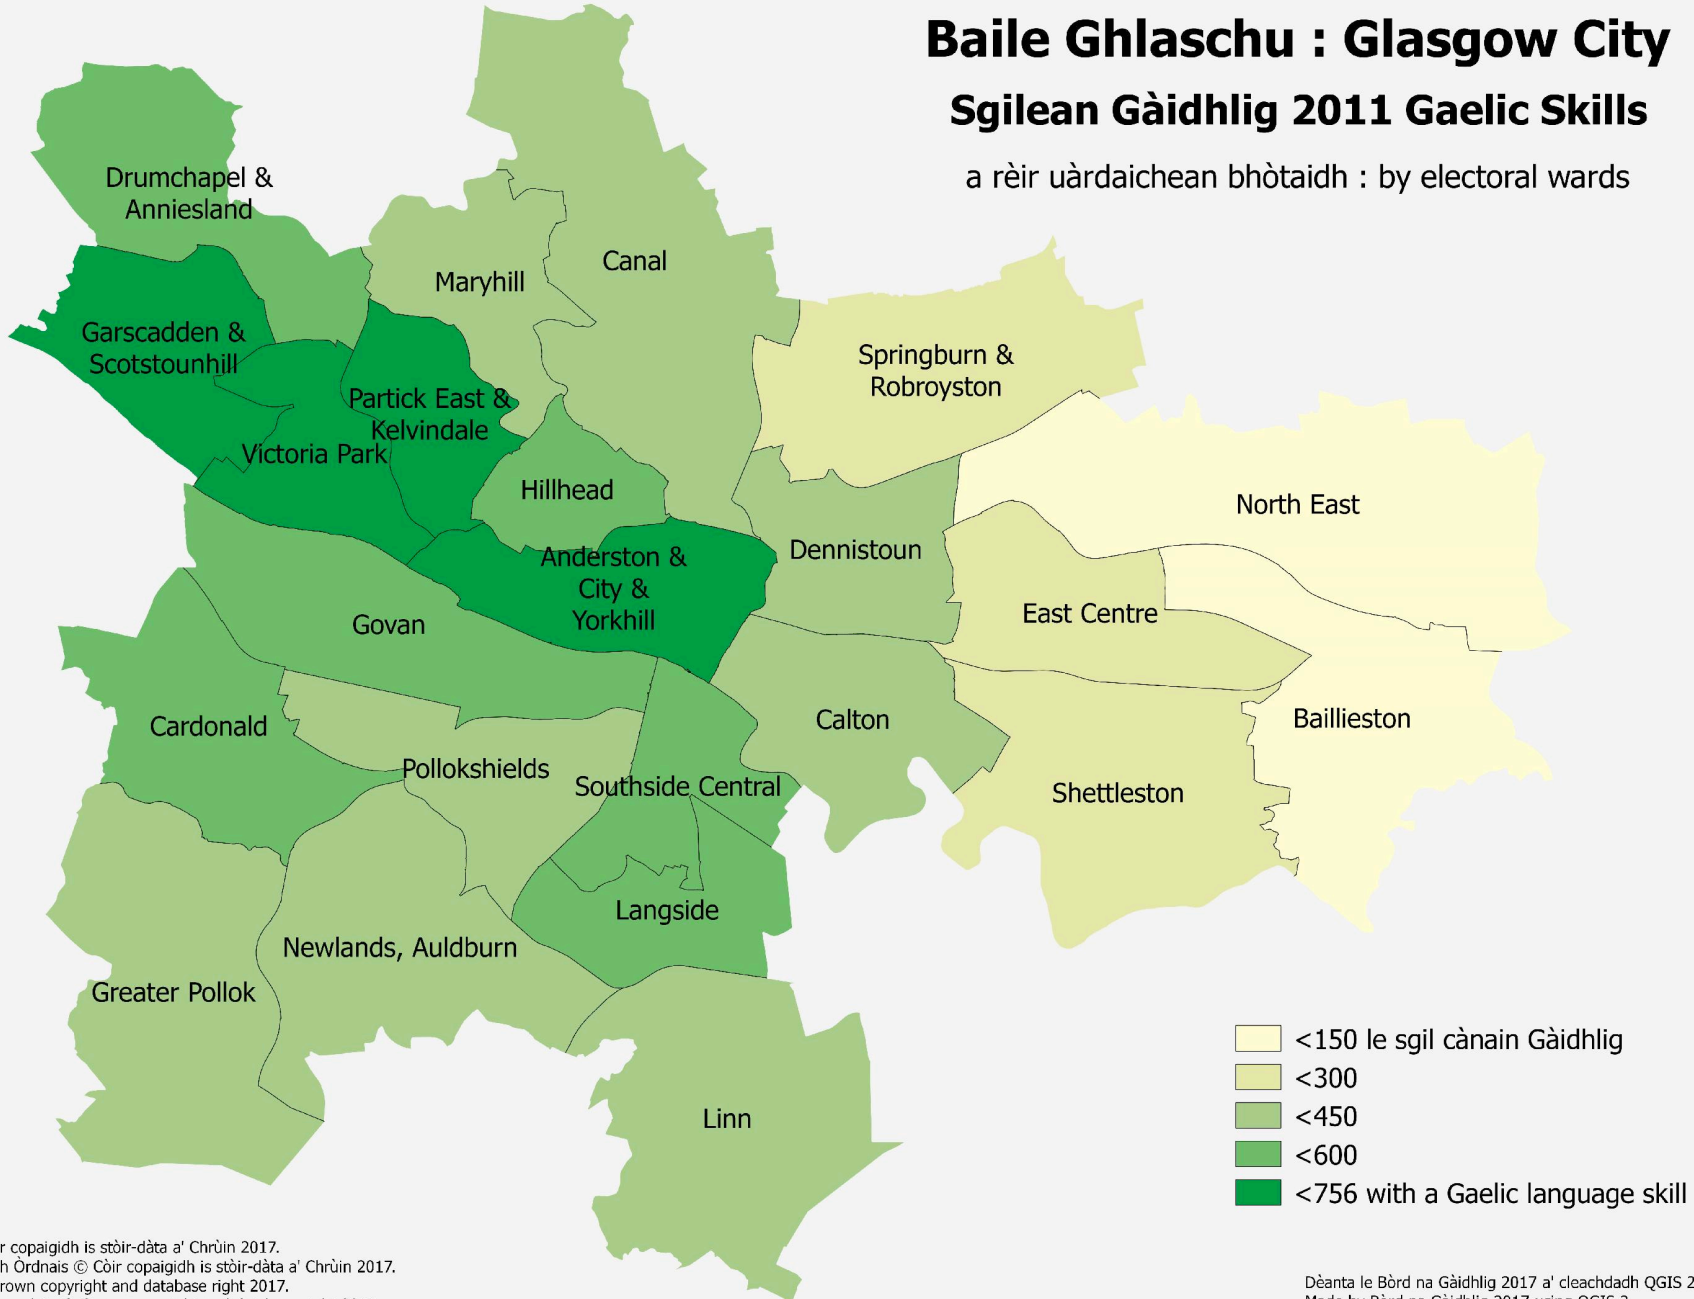 Baile Ghlaschu : Glasgow City
Sgilean Gàidhlig 2011 Gaelic Skills
a rèir uàrdaichean bhòtaidh : by electoral wards
Drumchapel &
Anniesland
Canal
Maryhill
Garscadden &
Scotstounhill
Springburn &
Robroyston
Partick East &
Kelvindale
Victoria Park
Hillhead
North East
Dennistoun
Anderston &
City &
Yorkhill
East Centre
Govan
Cardonald
Calton
Baillieston
Pollokshields
Southside Central
Shettleston
Langside
Newlands, Auldburn
Greater Pollok
Linn
<150 le sgil cànain Gàidhlig
<300
<450
<600
<756 with a Gaelic language skill
r copaigidh is stòir-dàta a' Chrùin 2017.
h Òrdnais © Còir copaigidh is stòir-dàta a' Chrùin 2017.
rown copyright and database right 2017.
Dèanta le Bòrd na Gàidhlig 2017 a' cleachdadh QGIS 2